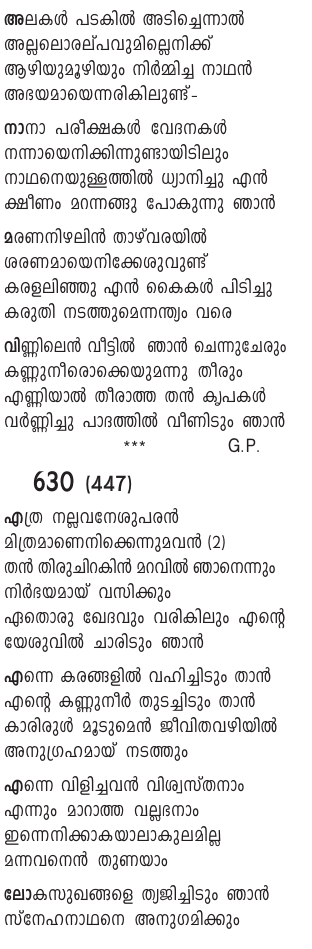 അലകൾ പടകിൽ അടിച്ചെന്നാൽ
അല്ലലൊരല്പവുമില്ലെനിക്ക്
ആഴിയുമൂഴിയും നിർമ്മിച്ച നാഥൻ
അഭയമായെന്നരികിലുണ്ട്-
നാനാ പരീക്ഷകൾ വേദനകൾ
നന്നായെനിക്കിന്നുണ്ടായിടിലും
നാഥനെയുള്ളത്തിൽ ധ്യാനിച്ചു എൻ
ക്ഷീണം മറന്നങ്ങു പോകുന്നു ഞാൻ
മരണനിഴലിൻ താഴ്വരയിൽ
ശരണമായെനിക്കേശുവുണ്ട്
കരളലിഞ്ഞു എൻ കൈകൾ പിടിച്ചു
കരുതി നടത്തുമെന്നന്ത്യം വരെ
വിണ്ണിലെൻ വീട്ടിൽ ഞാൻ ചെന്നുചേരും
കണ്ണുനീരൊക്കെയുമന്നു തീരും
എണ്ണിയാൽ തീരാത്ത തൻ കൃപകൾ
വർണ്ണിച്ചു പാദത്തിൽ വീണിടും ഞാൻ
*** G.P.
630 (447)
എത്ര നല്ലവനേശുപരൻ
മിത്രമാണെനിക്കെന്നുമവൻ (2)
തൻ തിരുചിറകിൻ മറവിൽ ഞാനെന്നും
നിർഭയമായ് വസിക്കും
ഏതൊരു ഖേദവും വരികിലും എന്റെ
യേശുവിൽ ചാരിടും ഞാൻ
എന്നെ കരങ്ങളിൽ വഹിച്ചിടും താൻ
എന്റെ കണ്ണുനീർ തുടച്ചിടും താൻ
കാരിരുൾ മൂടുമെൻ ജീവിതവഴിയിൽ
അനുഗ്രഹമായ് നടത്തും
എന്നെ വിളിച്ചവൻ വിശ്വസ്തനാം
എന്നും മാറാത്ത വല്ലഭനാം
ഇന്നെനിക്കാകയാലാകുലമില്ല
മന്നവനെൻ തുണയാം
ലോകസുഖങ്ങളെ ത്യജിച്ചിടും ഞാൻ
സ്നേഹനാഥനെ അനുഗമിക്കും